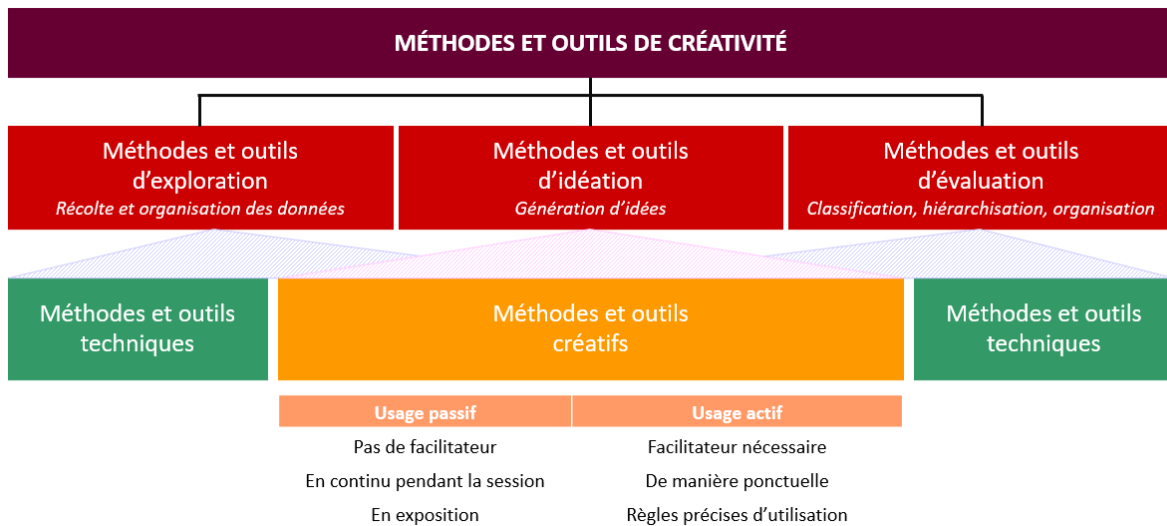 MÉTHODES ET OUTILS DE CRÉATIVITÉ
Méthodes et outils
d’exploration
Récolte et organisation des données
Méthodes et outils
d’idéation
Génération d’idées
Méthodes et outils
d’évaluation
Classification, hiérarchisation, organisation
Méthodes et outils
techniques
Méthodes et outils
créatifs
Méthodes et outils
techniques
Usage passif
Usage actif
Pas de facilitateur
Facilitateur nécessaire
En continu pendant la session
De manière ponctuelle
En exposition
Règles précises d’utilisation